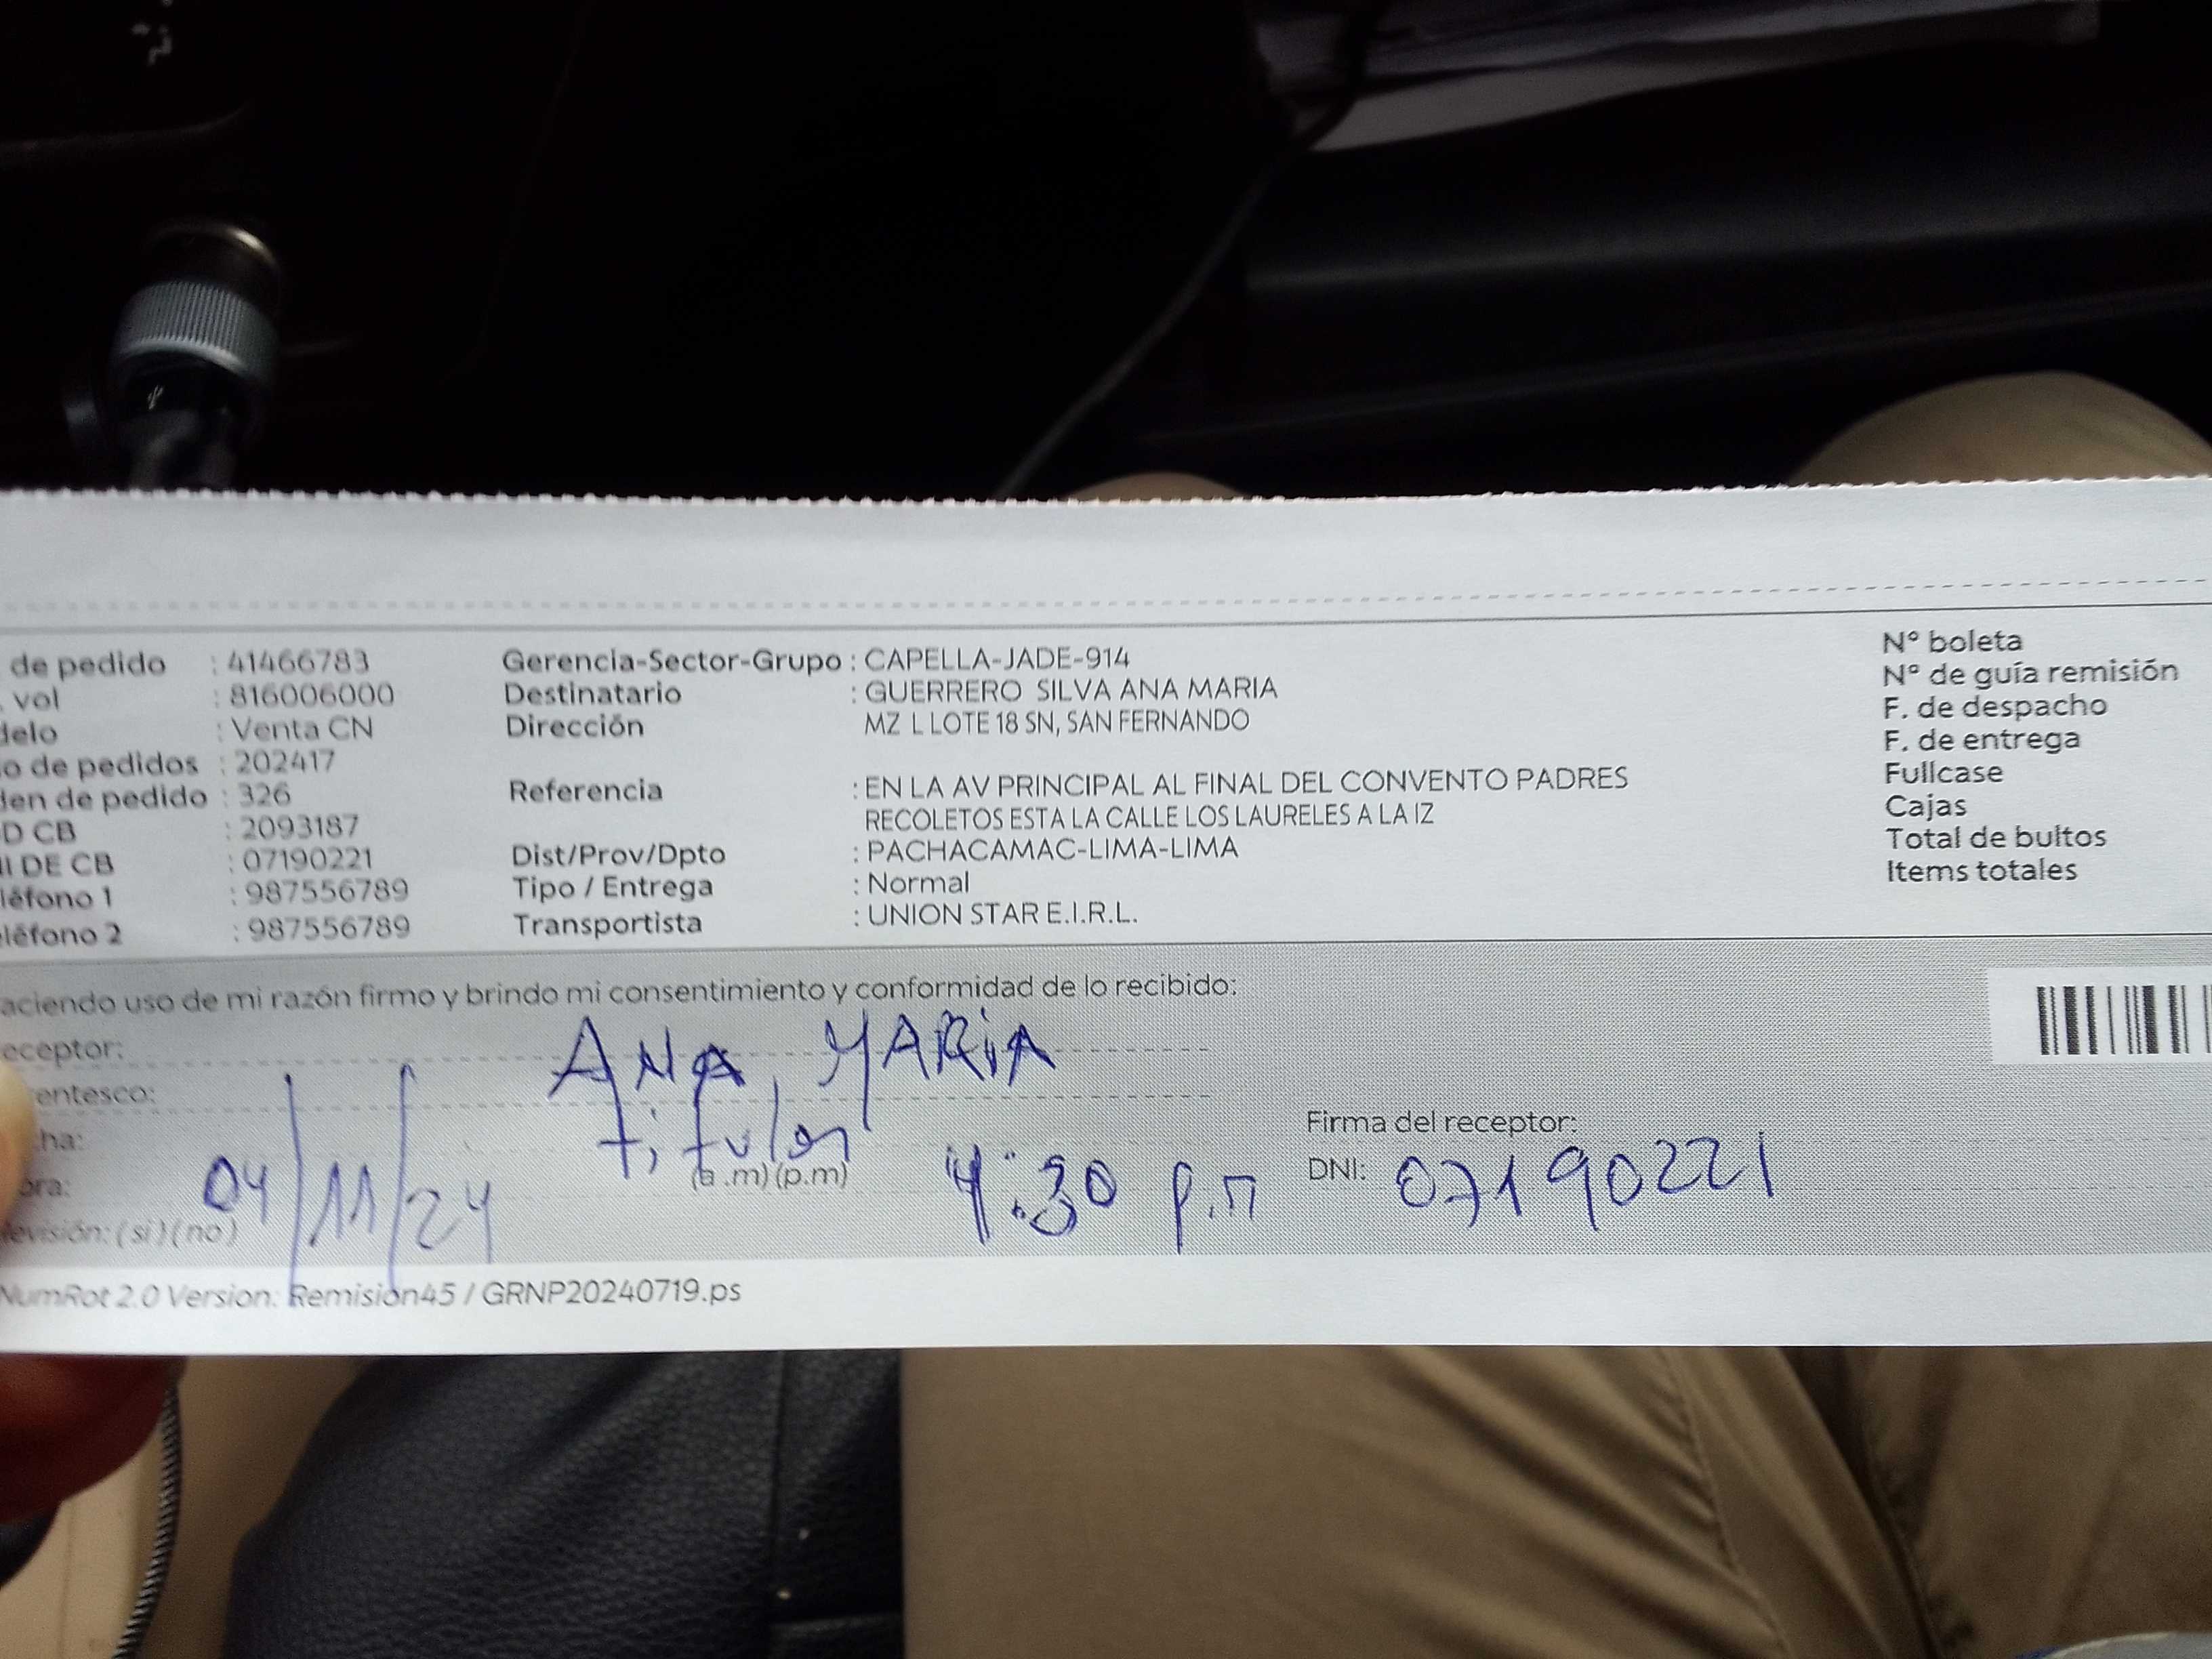 de pedido : 41466783 Gerencia-Sector-Grupo : CAPELLA-JADE-914 N° boleta
vol : 816006000 Destinatario : GUERRERO SILVA ANA MARIA N° de guía remisión
delo : Venta CN Dirección MZ L LOTE 18 SN, SAN FERNANDO F. de despacho
o de pedidos : 202417 F. de entrega
den de pedido : 326 Referencia : EN LA AV PRINCIPAL AL FINAL DEL CONVENTO PADRES Fullcase
D CB : 2093187 RECOLETOS ESTA LA CALLE LOS LAURELES A LA IZ Cajas
NI DE CB : 07190221 Dist/Prov/Dpto : PACHACAMAC-LIMA-LIMA Total de bultos
léfono 1 : 987556789 Tipo / Entrega : Normal Items totales
eléfono 2 : 987556789 Transportista : UNION STAR E.I.R.L.
aciendo uso de mi razón firmo y brindo mi consentimiento y conformidad de lo recibido:
eceptor: ANA MARIA
entesco: titular
cha: 04/11/24 Firma del receptor:
ora: (a .m) (p.m) 4:30 p.m DNI: 07190221
evisión: (si) (no)
NumRot 2.0 Version: Remision45 / GRNP20240719.ps